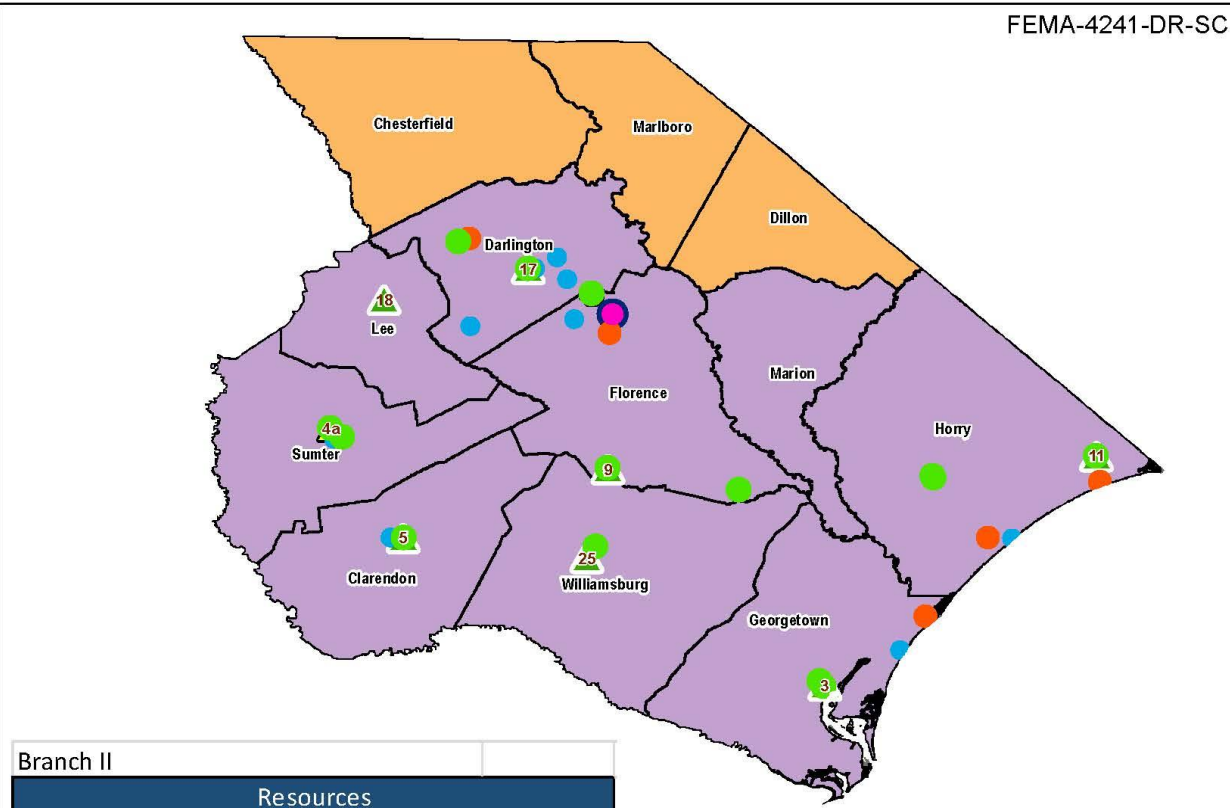 FEMA-4241-DR-SC
Chesterfield
Marlboro
Dillon
Darlington
17
18
Lee
Marion
Florence
Horry
4a
Sumter
11
9
5
25
Clarendon
Williamsburg
Georgetown
3
Branch II
Resources